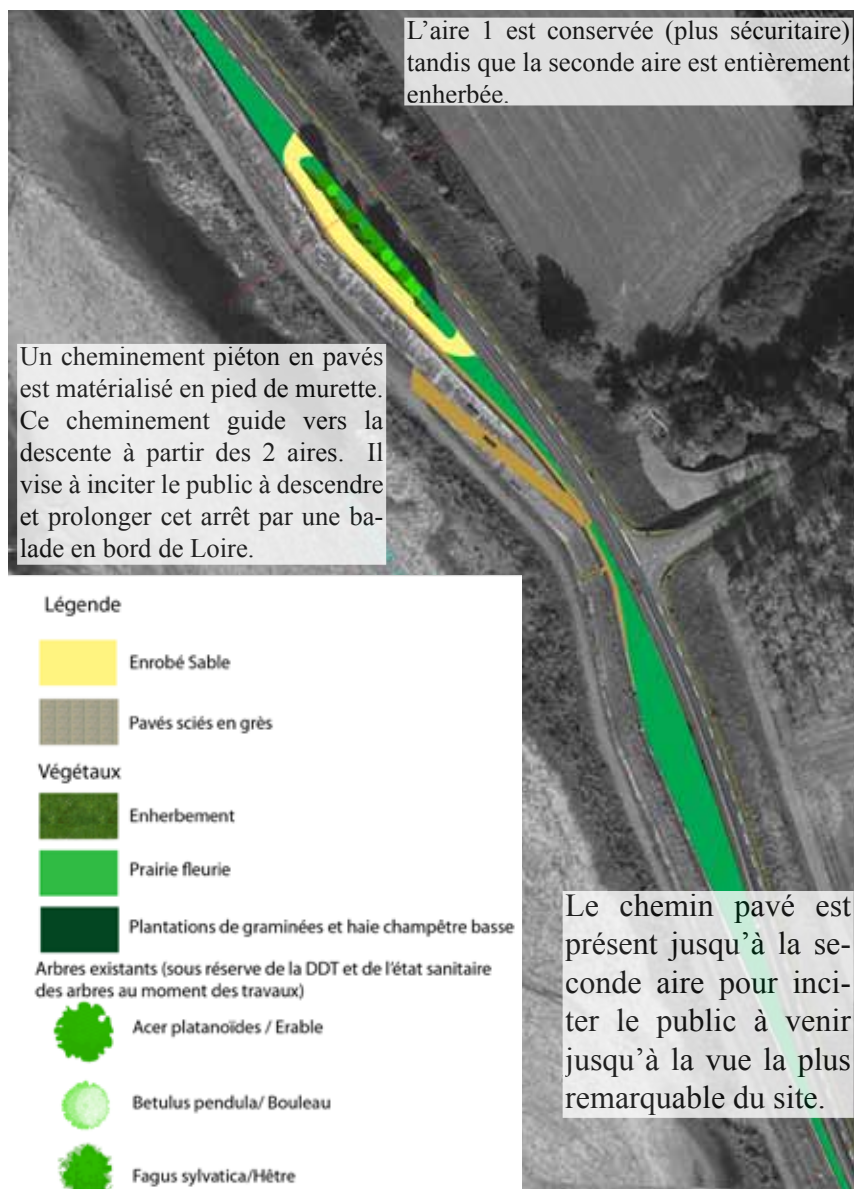 L'aire 1 est conservée (plus sécuritaire)
tandis que la seconde aire est entièrement
enherbée.
Un cheminement piéton en pavés
est matérialisé en pied de murette.
Ce cheminement guide vers la
descente à partir des 2 aires. Il
vise à inciter le public à descendre
et prolonger cet arrêt par une ba-
lade en bord de Loire.
Légende
Enrobé Sable
Pavés sciés en grès
Végétaux
Enherbement
Prairie fleurie
Plantations de graminées et haie champêtre basse
Arbres existants (sous réserve de la DDT et de l'état sanitaire
des arbres au moment des travaux)
Acer platanoïdes / Erable
Betulus pendula/ Bouleau
Fagus sylvatica/Hêtre
Le chemin pavé est
présent jusqu'à la se-
conde aire pour inci-
ter le public à venir
jusqu'à la vue la plus
remarquable du site.